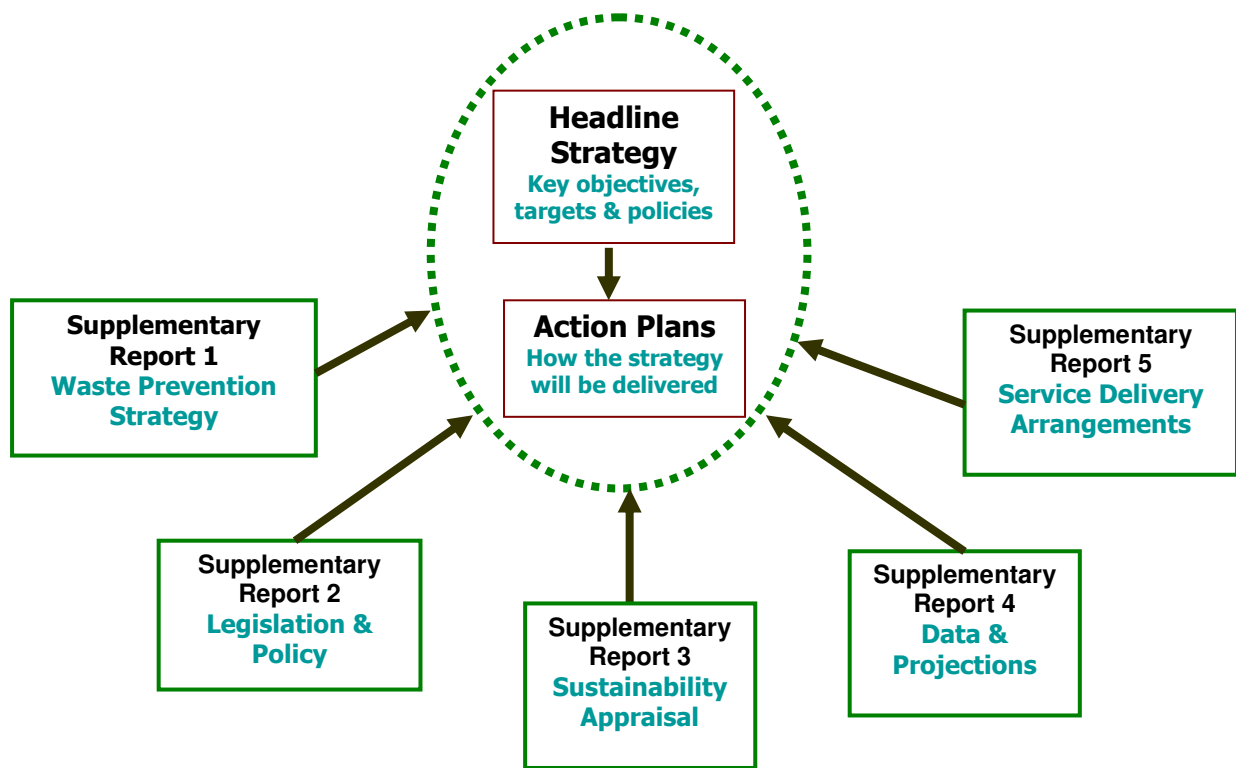 Headline
Strategy
Key objectives,
targets & policies
Action Plans
How the strategy
will be delivered
Supplementary
Report 1
Waste Prevention
Strategy
Supplementary
Report 2
Legislation &
Policy
Supplementary
Report 3
Sustainability
Appraisal
Supplementary
Report 4
Data &
Projections
Supplementary
Report 5
Service Delivery
Arrangements